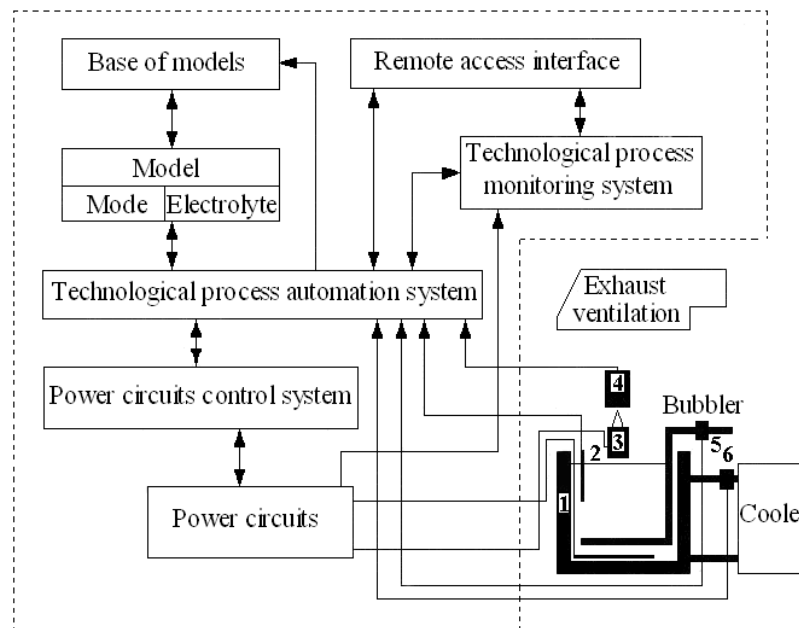 Base of models
Remote access interface
Model
Mode
Electrolyte
Technological process
monitoring system
Technological process automation system
Exhaust
ventilation
Power circuits control system
4
Bubbler
3
2
5
6
1
Power circuits
Coole